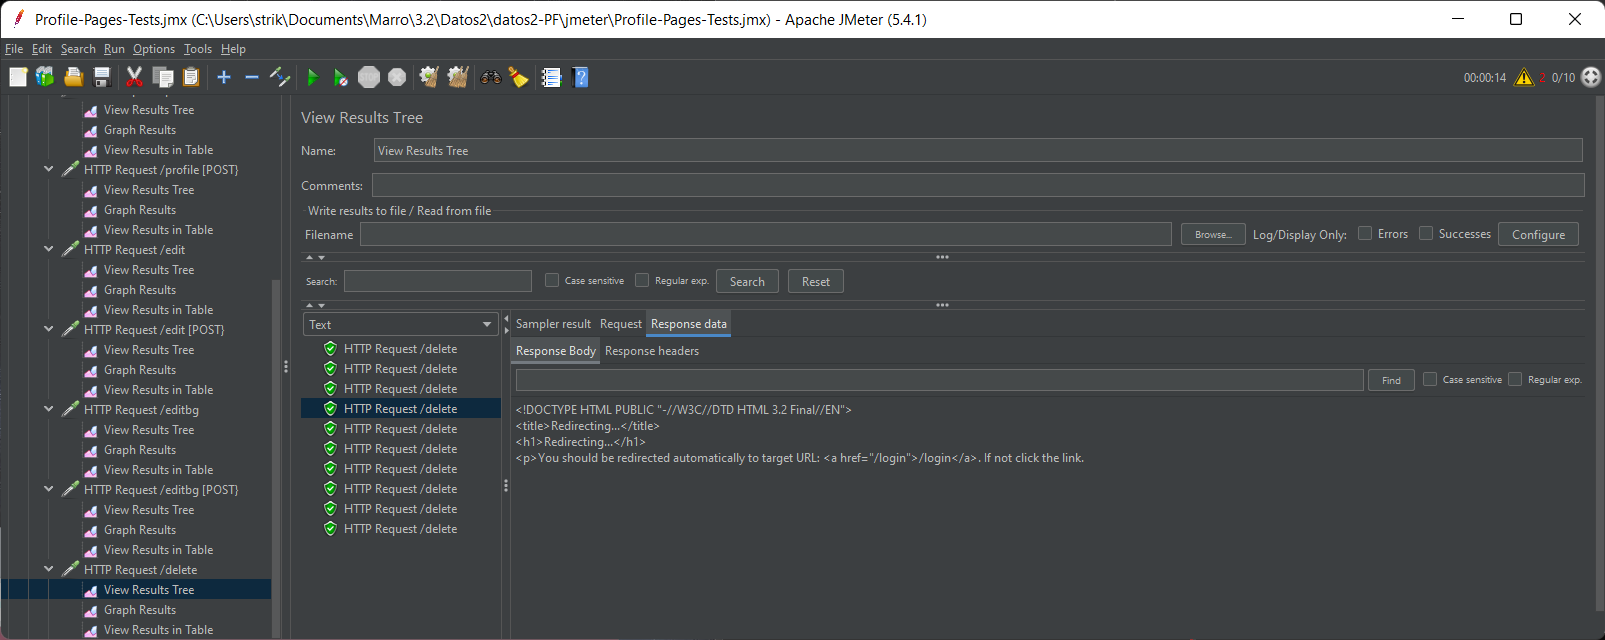 Profile-Pages-Tests.jmx (C:\Users\strik\Documents\Marro\3.2\Datos2\datos2-PF\jmeter\Profile-Pages-Tests.jmx) - Apache JMeter (5.4.1)
File Edit Search Run Options Tools Help
STOP 00:00:14 2 0/10
View Results Tree
Graph Results
View Results in Table
HTTP Request /profile [POST}
View Results Tree
Graph Results
View Results in Table
HTTP Request /edit
View Results Tree
Graph Results
View Results in Table
HTTP Request /edit [POST}
View Results Tree
Graph Results
View Results in Table
HTTP Request /editbg
View Results Tree
Graph Results
View Results in Table
HTTP Request /editbg [POST}
View Results Tree
Graph Results
View Results in Table
HTTP Request /delete
View Results Tree
Graph Results
View Results in Table
View Results Tree
Name: View Results Tree
Comments:
Write results to file / Read from file
Filename Browse... Log/Display Only: Errors Successes Configure
Search: Case sensitive Regular exp. Search Reset
Text
HTTP Request /delete
HTTP Request /delete
HTTP Request /delete
HTTP Request /delete
HTTP Request /delete
HTTP Request /delete
HTTP Request /delete
HTTP Request /delete
HTTP Request /delete
HTTP Request /delete
Sampler result Request Response data
Response Body Response headers
Find Case sensitive Regular exp.
<!DOCTYPE HTML PUBLIC "-//W3C//DTD HTML 3.2 Final//EN">
<title>Redirecting...</title>
<h1>Redirecting...</h1>
<p>You should be redirected automatically to target URL: <a href="/login">/login</a>. If not click the link.